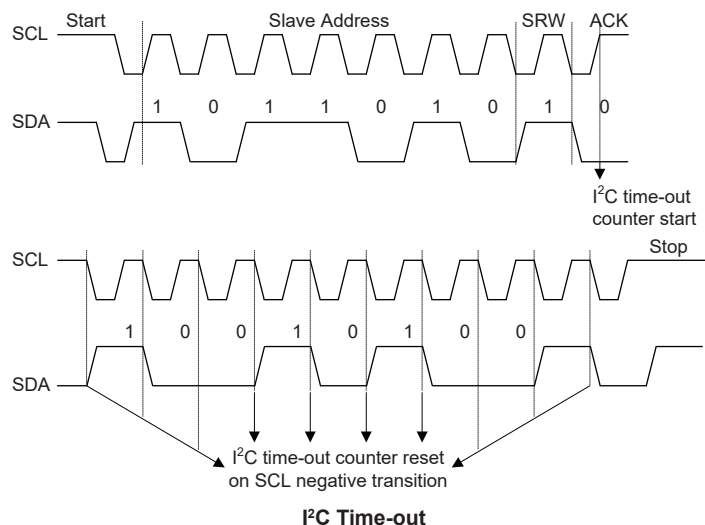 Start Slave Address SRW ACK
SCL
1 0 1 1 0 1 0 1 0
SDA
I²C time-out
counter start
Stop
SCL
1 0 0 1 0 1 0 0
SDA
I²C time-out counter reset
on SCL negative transition
I²C Time-out